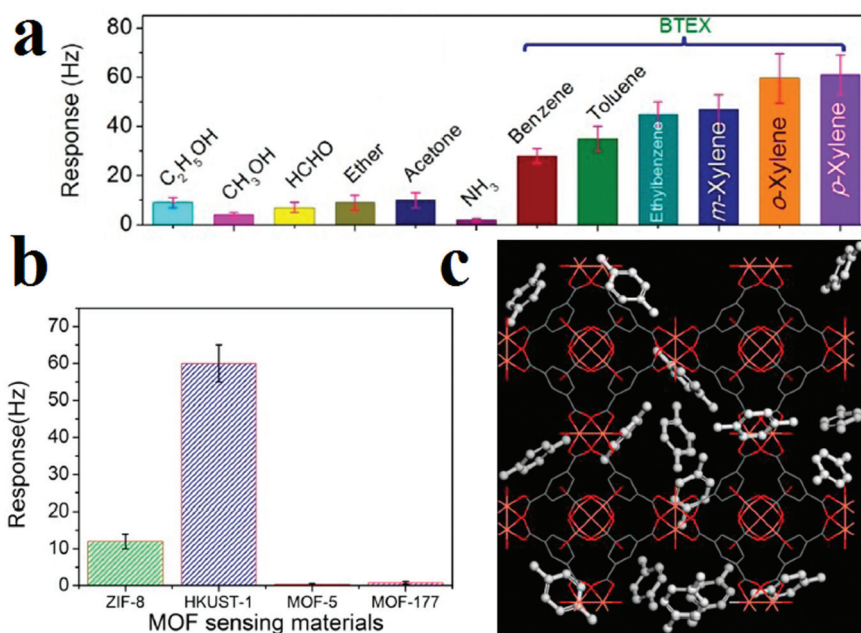 a
Response (Hz)
80
60
40
20
0
C₂H₅OH
CH₃OH
HCHO
Ether
Acetone
NH₃
BTEX
Benzene
Toluene
Ethylbenzene
m-Xylene
o-Xylene
p-Xylene
b
Response(Hz)
70
60
50
40
30
20
10
0
ZIF-8 HKUST-1 MOF-5 MOF-177
MOF sensing materials
c